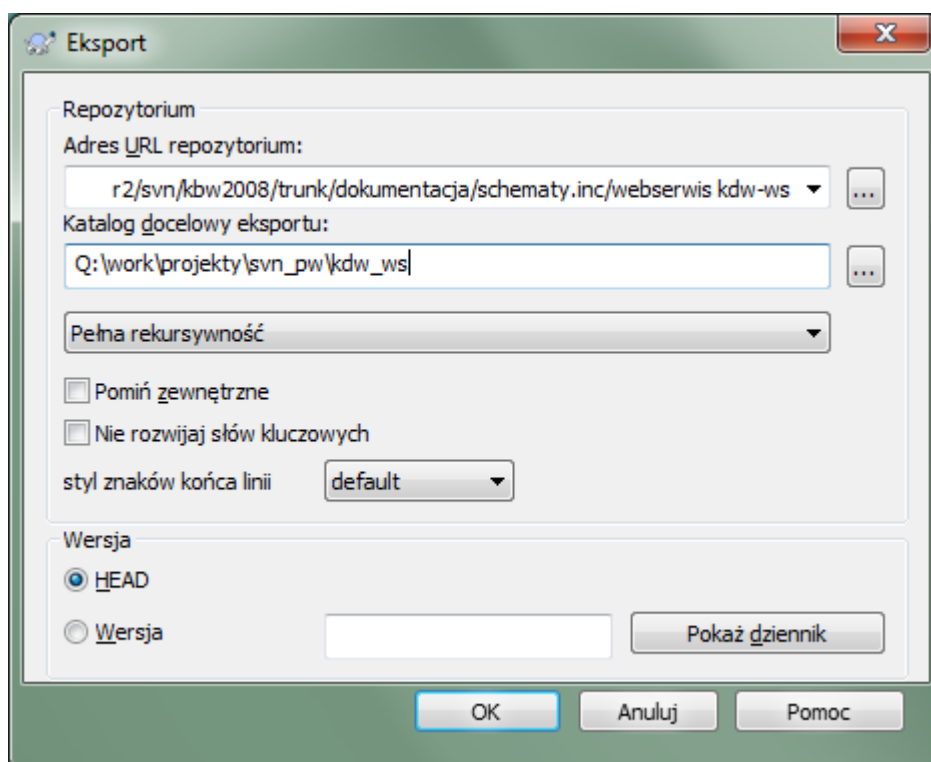 Eksport
Repozytorium
Adres URL repozytorium:
r2/svn/kbw2008/trunk/dokumentacja/schematy.inc/webserwis kdw-ws
...
Katalog docelowy eksportu:
Q:\work\projekty\svn_pw\kdw_ws
...
Pełna rekursywność
Pomiń zewnętrzne
Nie rozwijaj słów kluczowych
styl znaków końca linii default
Wersja
HEAD
Wersja Pokaż dziennik
OK Anuluj Pomoc